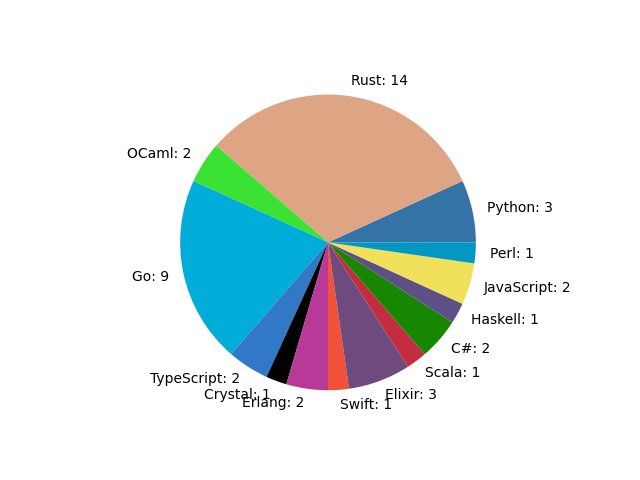 Rust: 14
OCaml: 2
Python: 3
Perl: 1
Go: 9
JavaScript: 2
Haskell: 1
C#: 2
Scala: 1
TypeScript: 2
Crystal: 1
Elixir: 3
Erlang: 2
Swift: 1